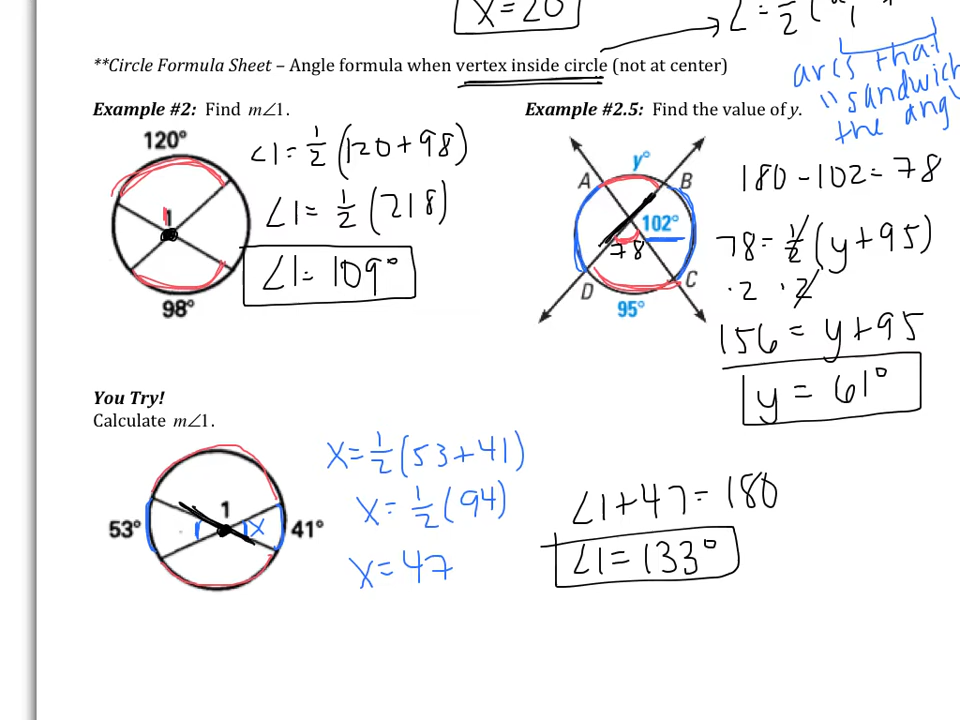 X = 20
∠ = 1/2 (
**Circle Formula Sheet – Angle formula when vertex inside circle (not at center)
arcs that
"sandwich
the ang
Example #2: Find m∠1.
120°
1
98°
∠1 = 1/2 (120 + 98)
∠1 = 1/2 (218)
∠1 = 109°
Example #2.5: Find the value of y.
y°
A
B
102°
78
D
C
95°
180 - 102 = 78
78 = 1/2 (y + 95)
·2 ·2
156 = y + 95
y = 61°
You Try!
Calculate m∠1.
53°
1
X
41°
X = 1/2 (53 + 41)
X = 1/2 (94)
X = 47
∠1 + 47 = 180
∠1 = 133°